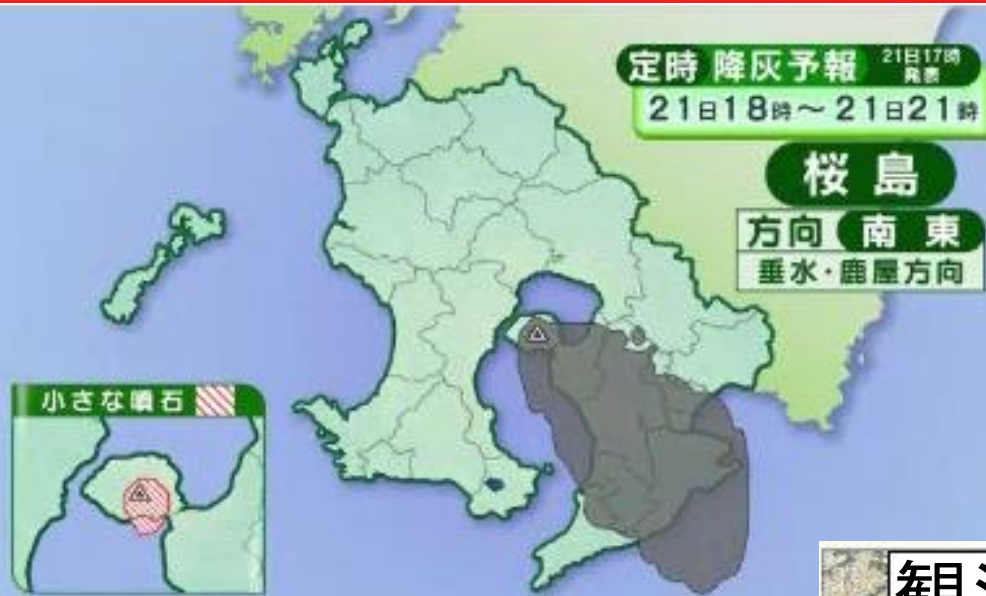 定時 降灰予報 21日17時 発表
21日18時～21日21時
桜島
方向 南東
垂水・鹿屋方向
小さな噴石